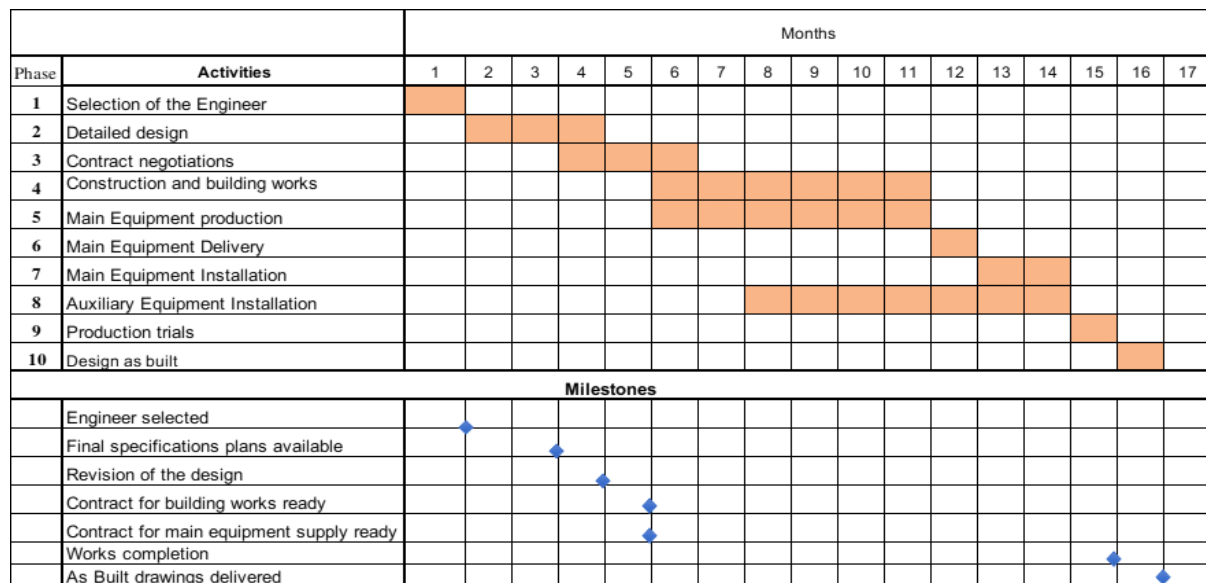 Months
Phase Activities 1 2 3 4 5 6 7 8 9 10 11 12 13 14 15 16 17
1 Selection of the Engineer
2 Detailed design
3 Contract negotiations
4 Construction and building works
5 Main Equipment production
6 Main Equipment Delivery
7 Main Equipment Installation
8 Auxiliary Equipment Installation
9 Production trials
10 Design as built
Milestones
Engineer selected
Final specifications plans available
Revision of the design
Contract for building works ready
Contract for main equipment supply ready
Works completion
As Built drawings delivered